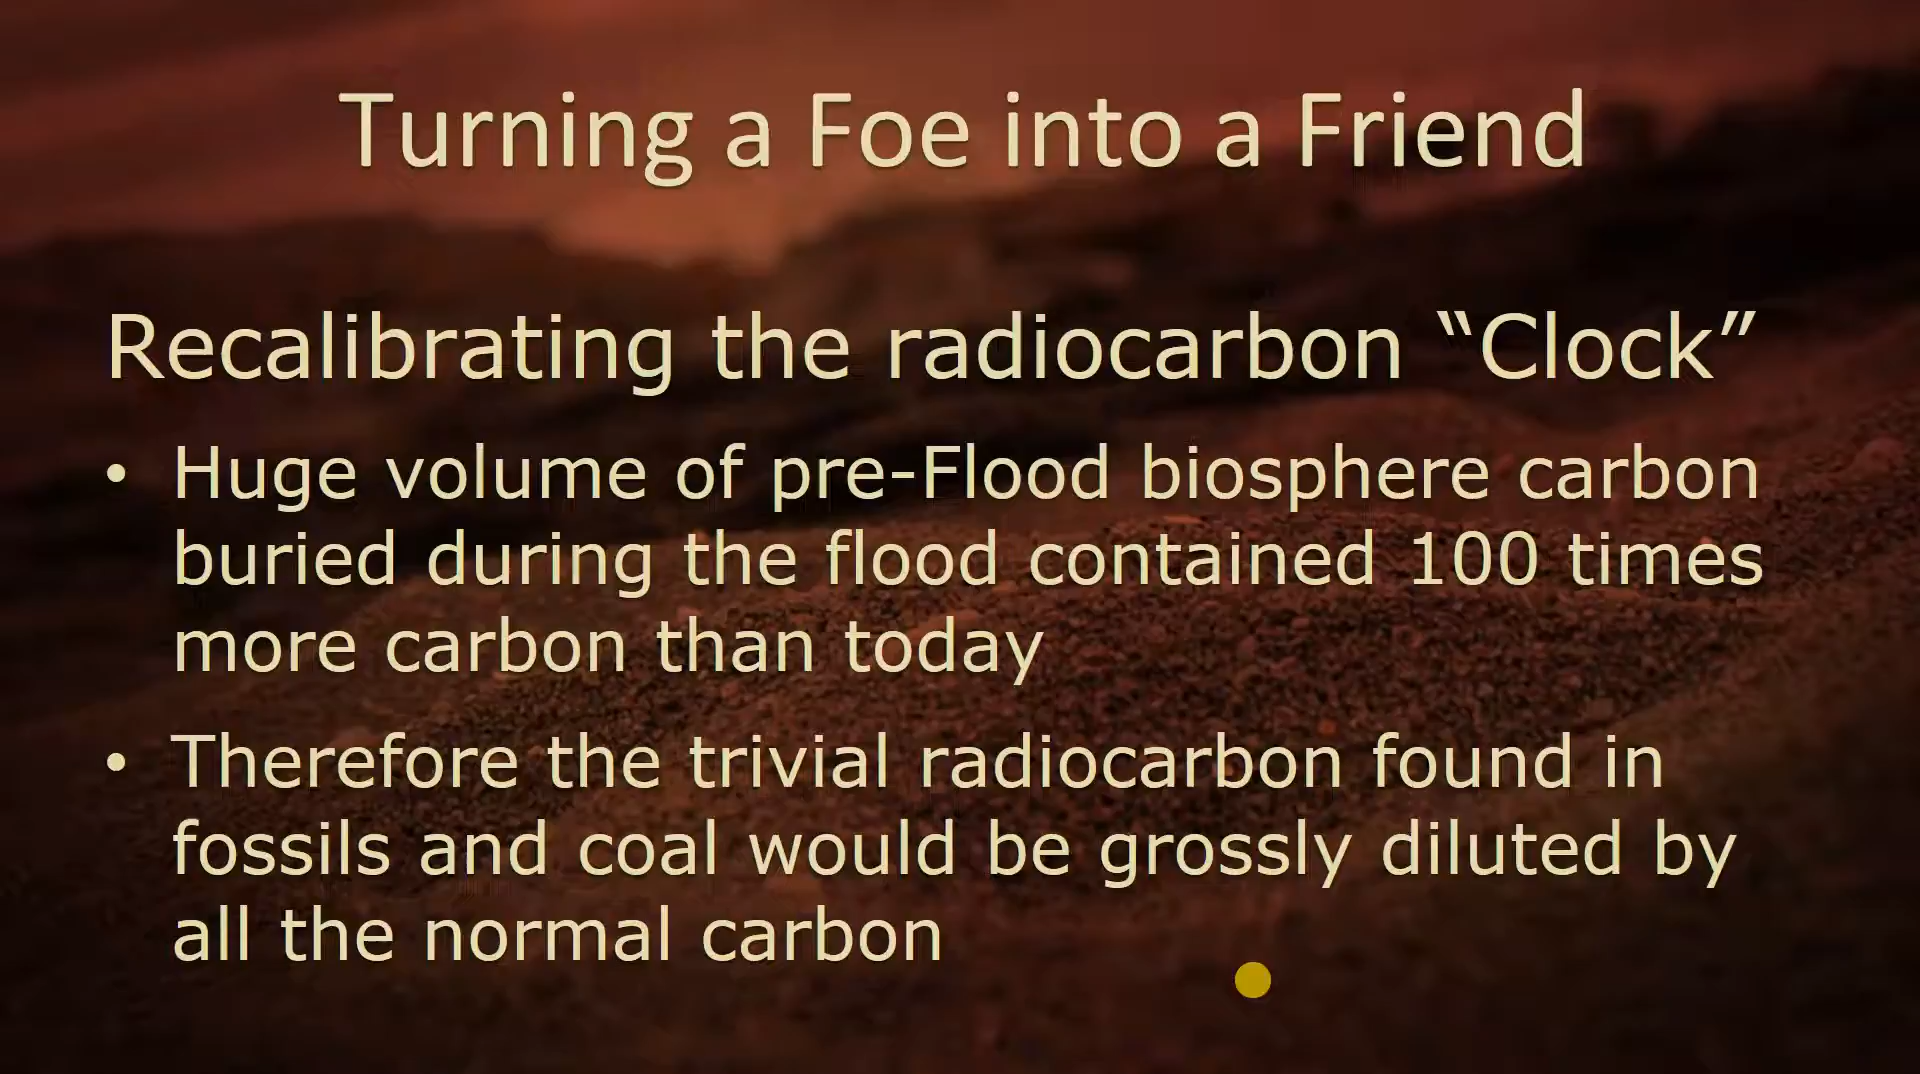 Turning a Foe into a Friend
Recalibrating the radiocarbon “Clock”
• Huge volume of pre-Flood biosphere carbon
buried during the flood contained 100 times
more carbon than today
• Therefore the trivial radiocarbon found in
fossils and coal would be grossly diluted by
all the normal carbon